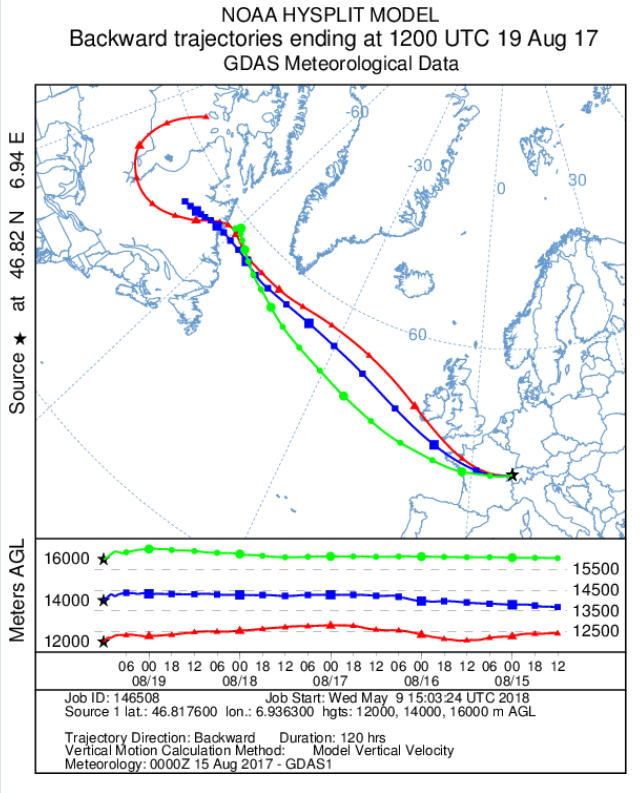 NOAA HYSPLIT MODEL
Backward trajectories ending at 1200 UTC 19 Aug 17
GDAS Meteorological Data
Source ★ at 46.82 N 6.94 E
-60
-30
0
30
60
Meters AGL
16000
14000
12000
15500
14500
13500
12500
06 00 18 12 06 00 18 12 06 00 18 12 06 00 18 12 06 00 18 12
08/19 08/18 08/17 08/16 08/15
Job ID: 146508 Job Start: Wed May 9 15:03:24 UTC 2018
Source 1 lat.: 46.817600 lon.: 6.936300 hgts: 12000, 14000, 16000 m AGL
Trajectory Direction: Backward Duration: 120 hrs
Vertical Motion Calculation Method: Model Vertical Velocity
Meteorology: 0000Z 15 Aug 2017 - GDAS1